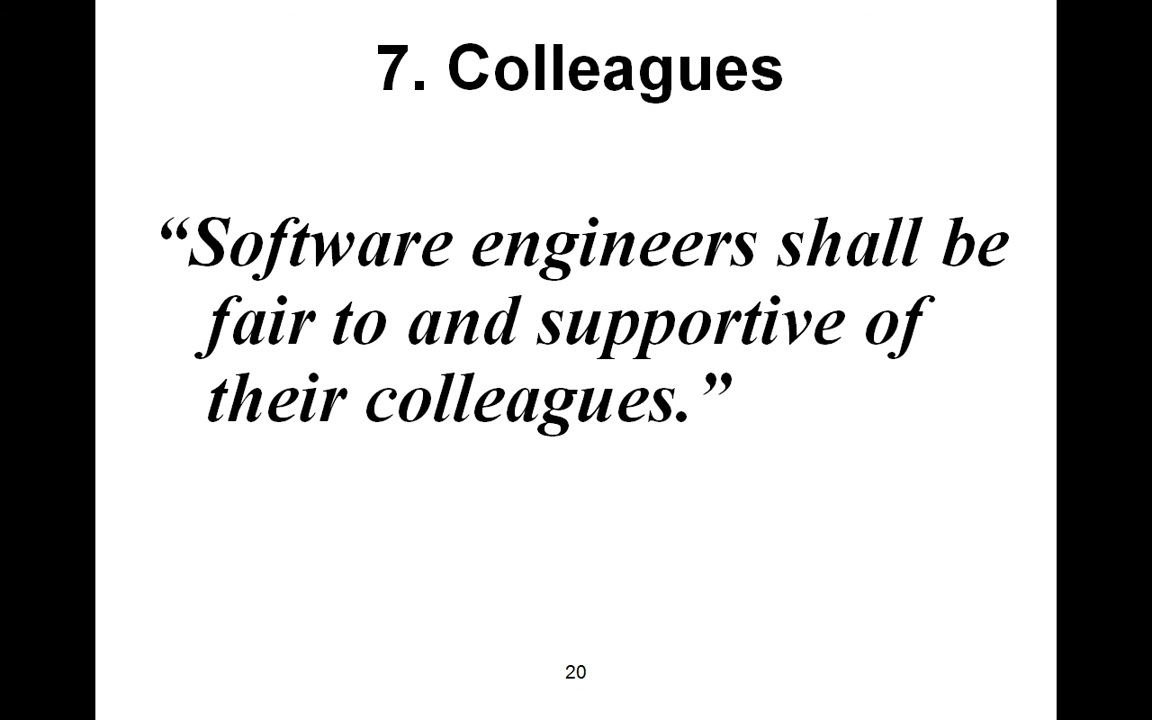 7. Colleagues
“Software engineers shall be
fair to and supportive of
their colleagues.”
20